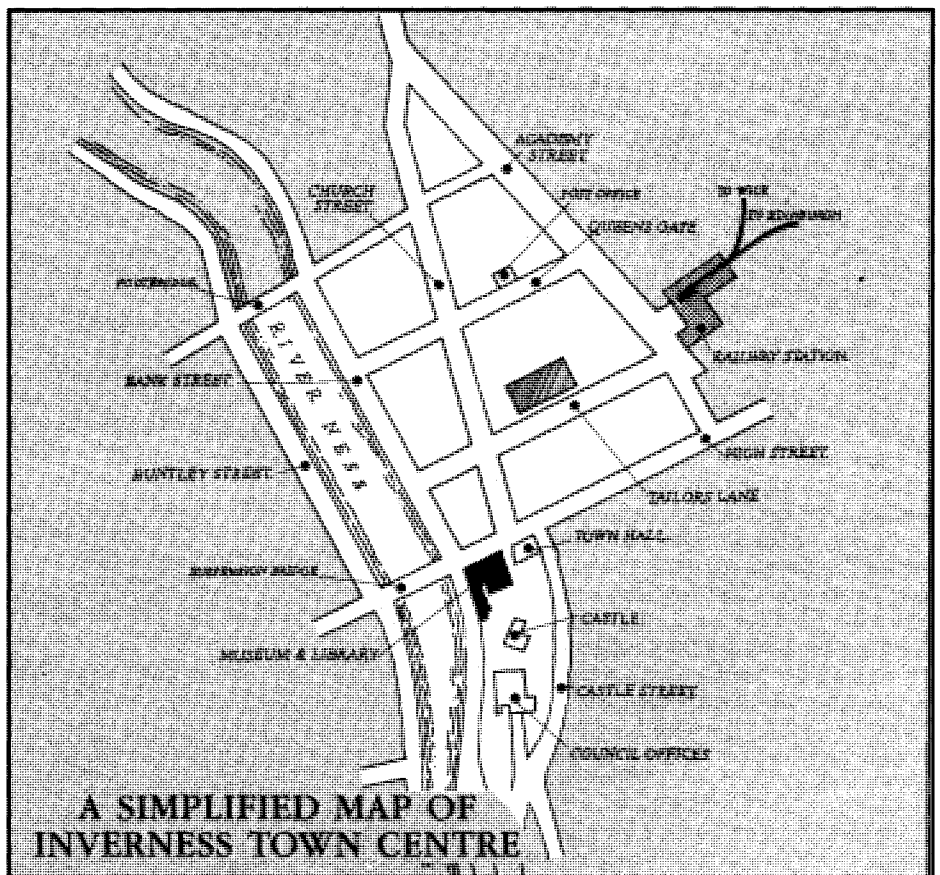 ACADEMY
STREET
POST OFFICE
CHURCH
STREET
QUEENS GATE
TO WICK
TO EDINBURGH
FOOTBRIDGE
RIVER NESS
RAILWAY STATION
BANK STREET
HIGH STREET
HUNTLEY STREET
TAILORS LANE
TOWN HALL
SUSPENSION BRIDGE
CASTLE
MUSEUM & LIBRARY
CASTLE STREET
COUNCIL OFFICES
A SIMPLIFIED MAP OF
INVERNESS TOWN CENTRE